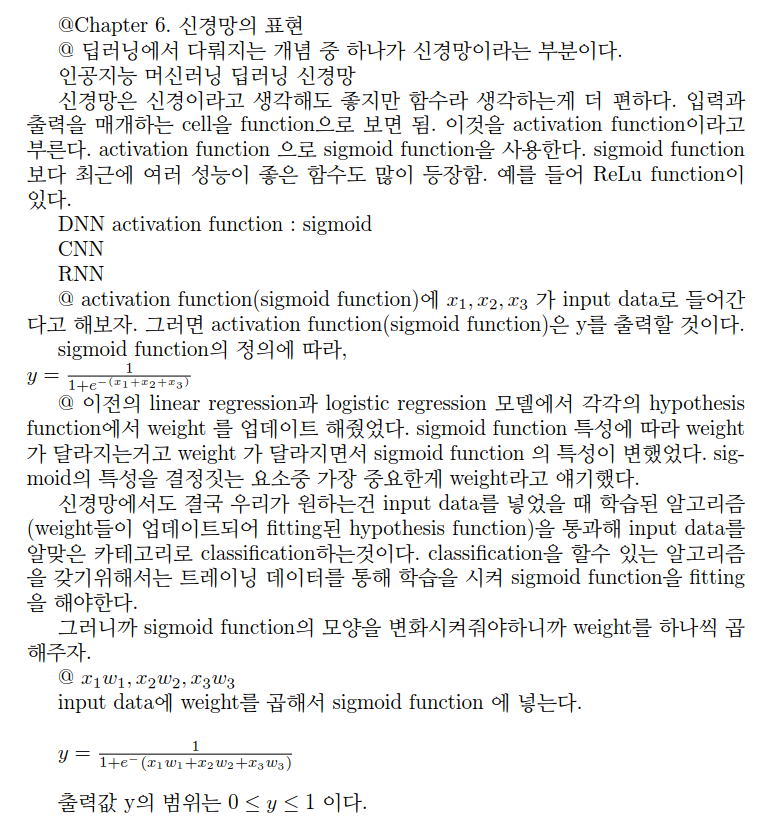 @Chapter 6. 신경망의 표현
@ 딥러닝에서 다뤄지는 개념 중 하나가 신경망이라는 부분이다.
인공지능 머신러닝 딥러닝 신경망
신경망은 신경이라고 생각해도 좋지만 함수라 생각하는게 더 편하다. 입력과
출력을 매개하는 cell을 function으로 보면 됨. 이것을 activation function이라고
부른다. activation function 으로 sigmoid function을 사용한다. sigmoid function
보다 최근에 여러 성능이 좋은 함수도 많이 등장함. 예를 들어 ReLu function이
있다.
DNN activation function : sigmoid
CNN
RNN
@ activation function(sigmoid function)에 $x_1, x_2, x_3$ 가 input data로 들어간
다고 해보자. 그러면 activation function(sigmoid function)은 y를 출력할 것이다.
sigmoid function의 정의에 따라,
$y = \frac{1}{1+e^{-(x_1+x_2+x_3)}}$
@ 이전의 linear regression과 logistic regression 모델에서 각각의 hypothesis
function에서 weight 를 업데이트 해줬었다. sigmoid function 특성에 따라 weight
가 달라지는거고 weight 가 달라지면서 sigmoid function 의 특성이 변했었다. sig-
moid의 특성을 결정짓는 요소중 가장 중요한게 weight라고 얘기했다.
신경망에서도 결국 우리가 원하는건 input data를 넣었을 때 학습된 알고리즘
(weight들이 업데이트되어 fitting된 hypothesis function)을 통과해 input data를
알맞은 카테고리로 classification하는것이다. classification을 할수 있는 알고리즘
을 갖기위해서는 트레이닝 데이터를 통해 학습을 시켜 sigmoid function을 fitting
을 해야한다.
그러니까 sigmoid function의 모양을 변화시켜줘야하니까 weight를 하나씩 곱
해주자.
@ $x_1w_1, x_2w_2, x_3w_3$
input data에 weight를 곱해서 sigmoid function 에 넣는다.
$y = \frac{1}{1+e^-(x_1w_1+x_2w_2+x_3w_3)}$
출력값 y의 범위는 $0 \leq y \leq 1$ 이다.